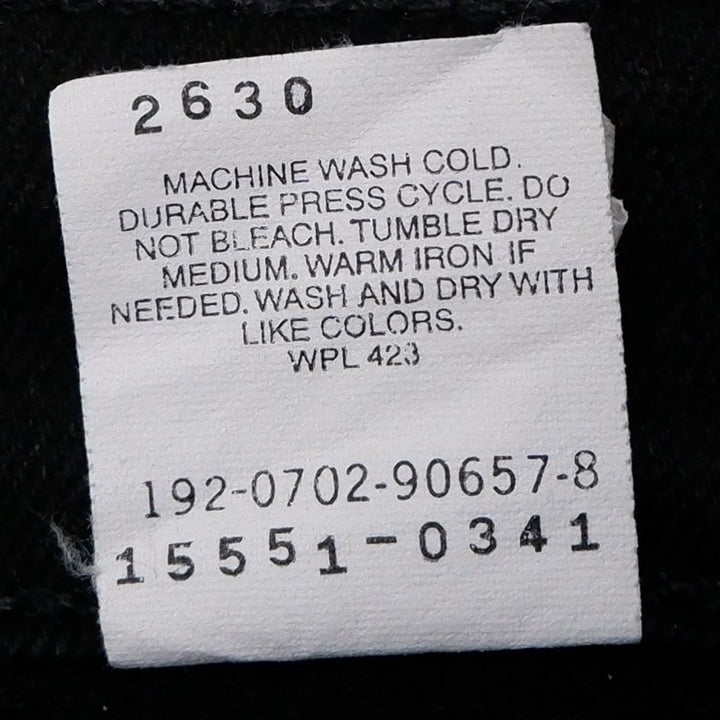 2630
MACHINE WASH COLD.
DURABLE PRESS CYCLE. DO
NOT BLEACH. TUMBLE DRY
MEDIUM. WARM IRON IF
NEEDED. WASH AND DRY WITH
LIKE COLORS.
WPL 423
192-0702-90657-8
15551-0341